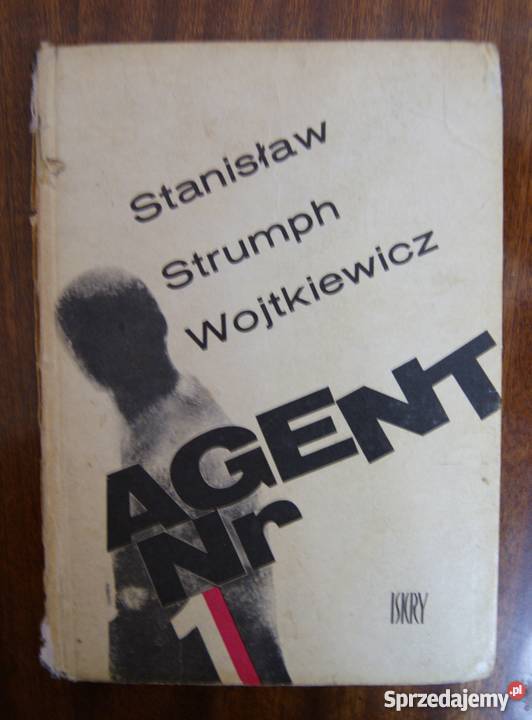 Stanisław
Strumph
Wojtkiewicz
AGENT
Nr
1
ISKRY
Sprzedajemy.pl